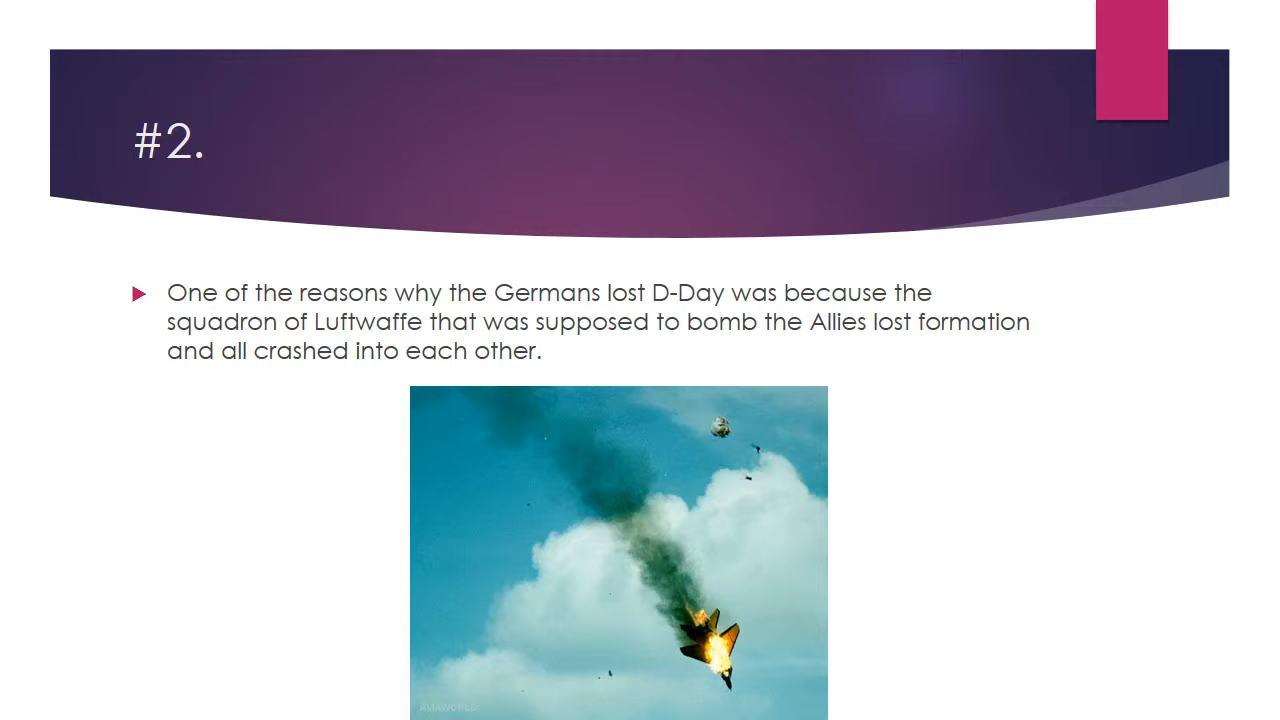 #2.
One of the reasons why the Germans lost D-Day was because the
squadron of Luftwaffe that was supposed to bomb the Allies lost formation
and all crashed into each other.
AMAWORLD